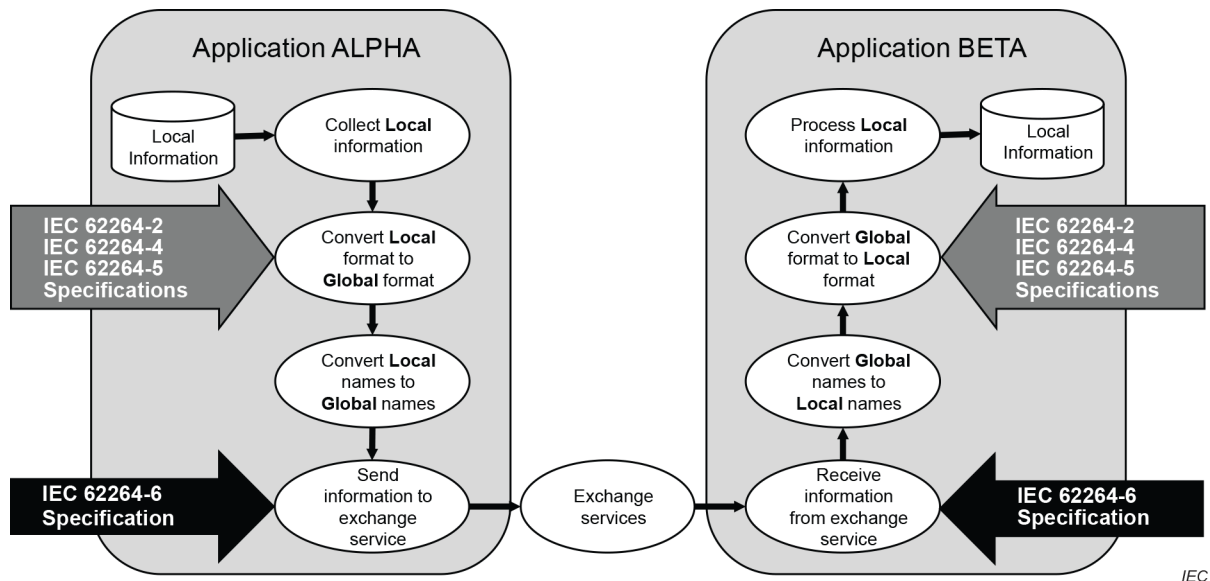 Application ALPHA
Local
Information
Collect Local
information
IEC 62264-2
IEC 62264-4
IEC 62264-5
Specifications
Convert Local
format to
Global format
Convert Local
names to
Global names
IEC 62264-6
Specification
Send
information to
exchange
service
Exchange
services
Application BETA
Process Local
information
Local
Information
Convert Global
format to Local
format
IEC 62264-2
IEC 62264-4
IEC 62264-5
Specifications
Convert Global
names to
Local names
Receive
information
from exchange
service
IEC 62264-6
Specification
IEC